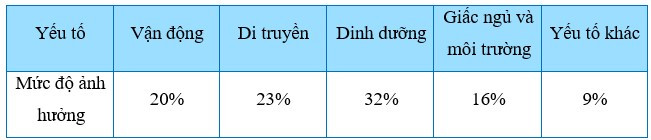 Yếu tố Vận động Di truyền Dinh dưỡng Giấc ngủ và môi trường Yếu tố khác
Mức độ ảnh hưởng 20% 23% 32% 16% 9%